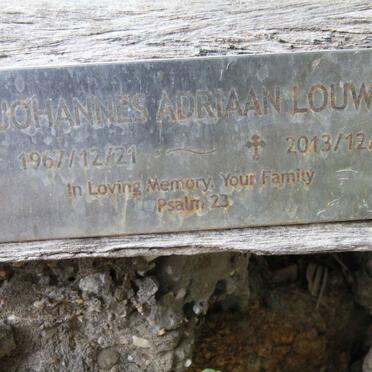 JOHANNES ADRIAAN LOUW
1967/12/21 2013/12/
In Loving Memory, Your Family
Psalm 23